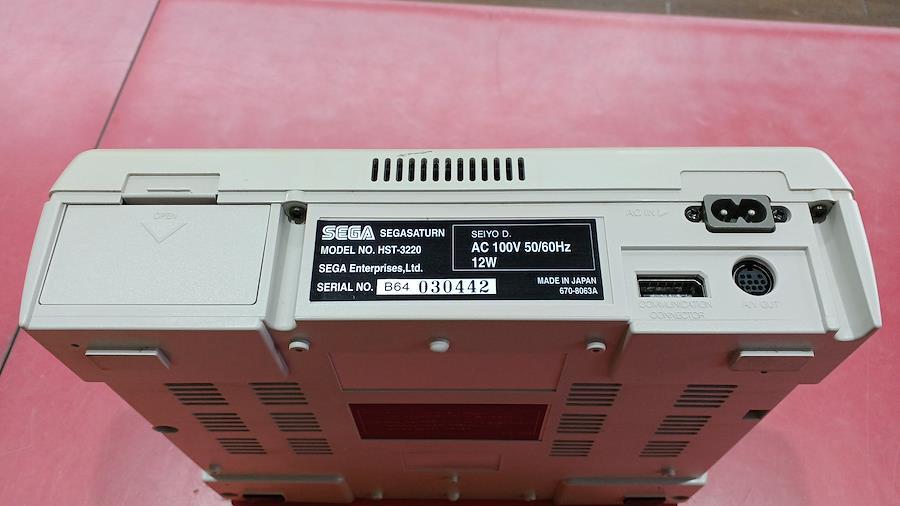 OPEN
SEGA SEGASATURN
MODEL NO. HST-3220
SEGA Enterprises,Ltd.
SERIAL NO. B64 030442
SEIYO D.
AC 100V 50/60Hz
12W
MADE IN JAPAN
670-8063A
AC IN
COMMUNICATION
CONNECTOR
A/V OUT